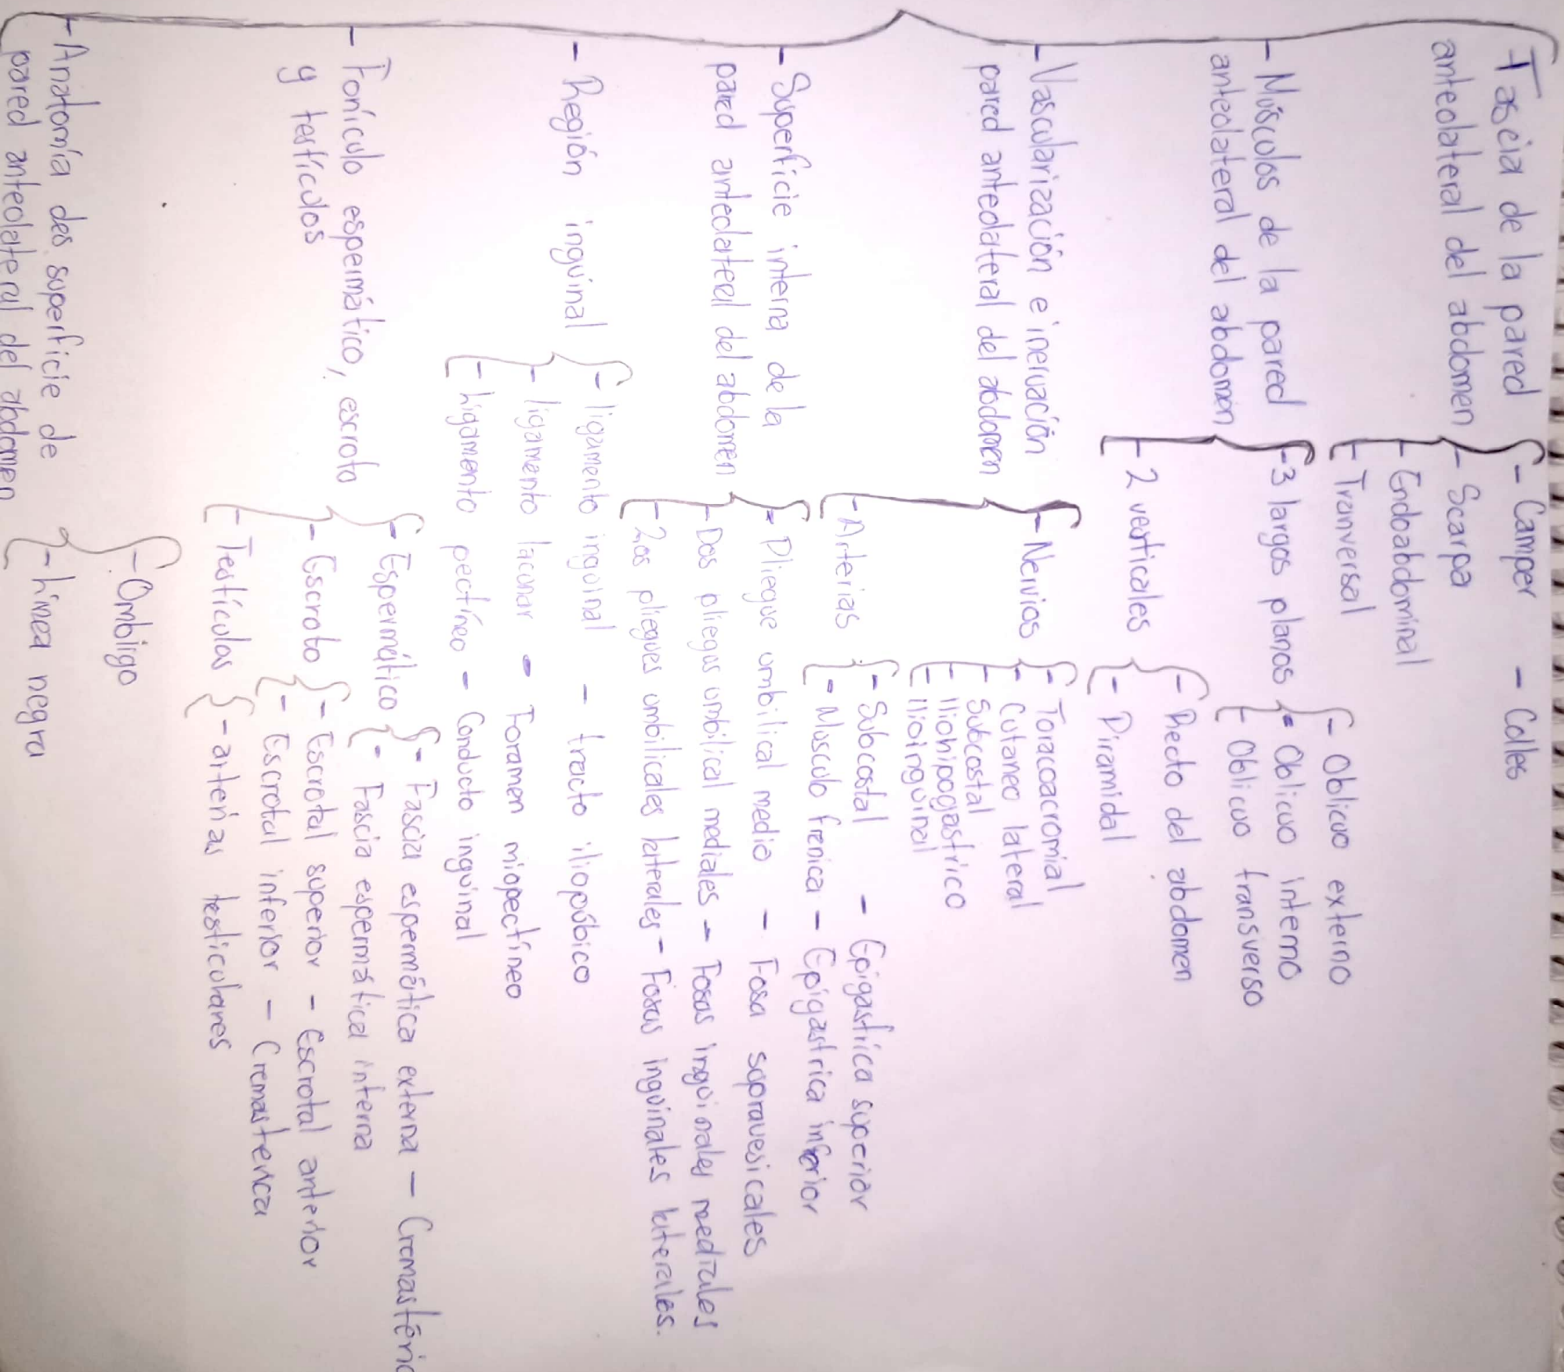 Fascia de la pared
anteolateral del abdomen
- Camper - Colles
- Scarpa
- Endoabdominal
- Tranversal
- Músculos de la pared
anteolateral del abdomen
- 3 largos planos
- Oblicuo externo
- Oblicuo interno
- Oblicuo transverso
- 2 verticales
- Recto del abdomen
- Piramidal
- Vascularización e inervación
pared anteolateral del abdomen
- Nervios
- Toracoacromial
- Cutaneo lateral
- Subcostal
- Iliohipogastrico
- Ilioinguinal
- Arterias
- Subcostal - Epigastrica superior
- Musculo frenica - Epigastrica inferior
- Superficie interna de la
pared anteolateral del abdomen
- Pliegue umbilical medio - Fosa supravesicales
- Dos pliegus umbilical mediales - Fosas inguinales mediales
- 2os pliegues umbilicales laterales - Fosas inguinales laterales.
- Región inguinal
- ligamento inguinal - tracto iliopúbico
- ligamento lacunar - Foramen miopectíneo
- ligamento pectíneo - Conducto inguinal
- Fonículo espermático, escroto
y testículos
- Espermático
- Fascia espermática externa - Cremastéric
- Fascia espermática interna
- Escroto
- Escrotal superior - Escrotal anterior
- Escrotal inferior - Cremasterica
- Testículos
- arterias testiculares
- Anatomía des superficie de
pared anteolateral del abdomen
- Ombligo
- línea negra